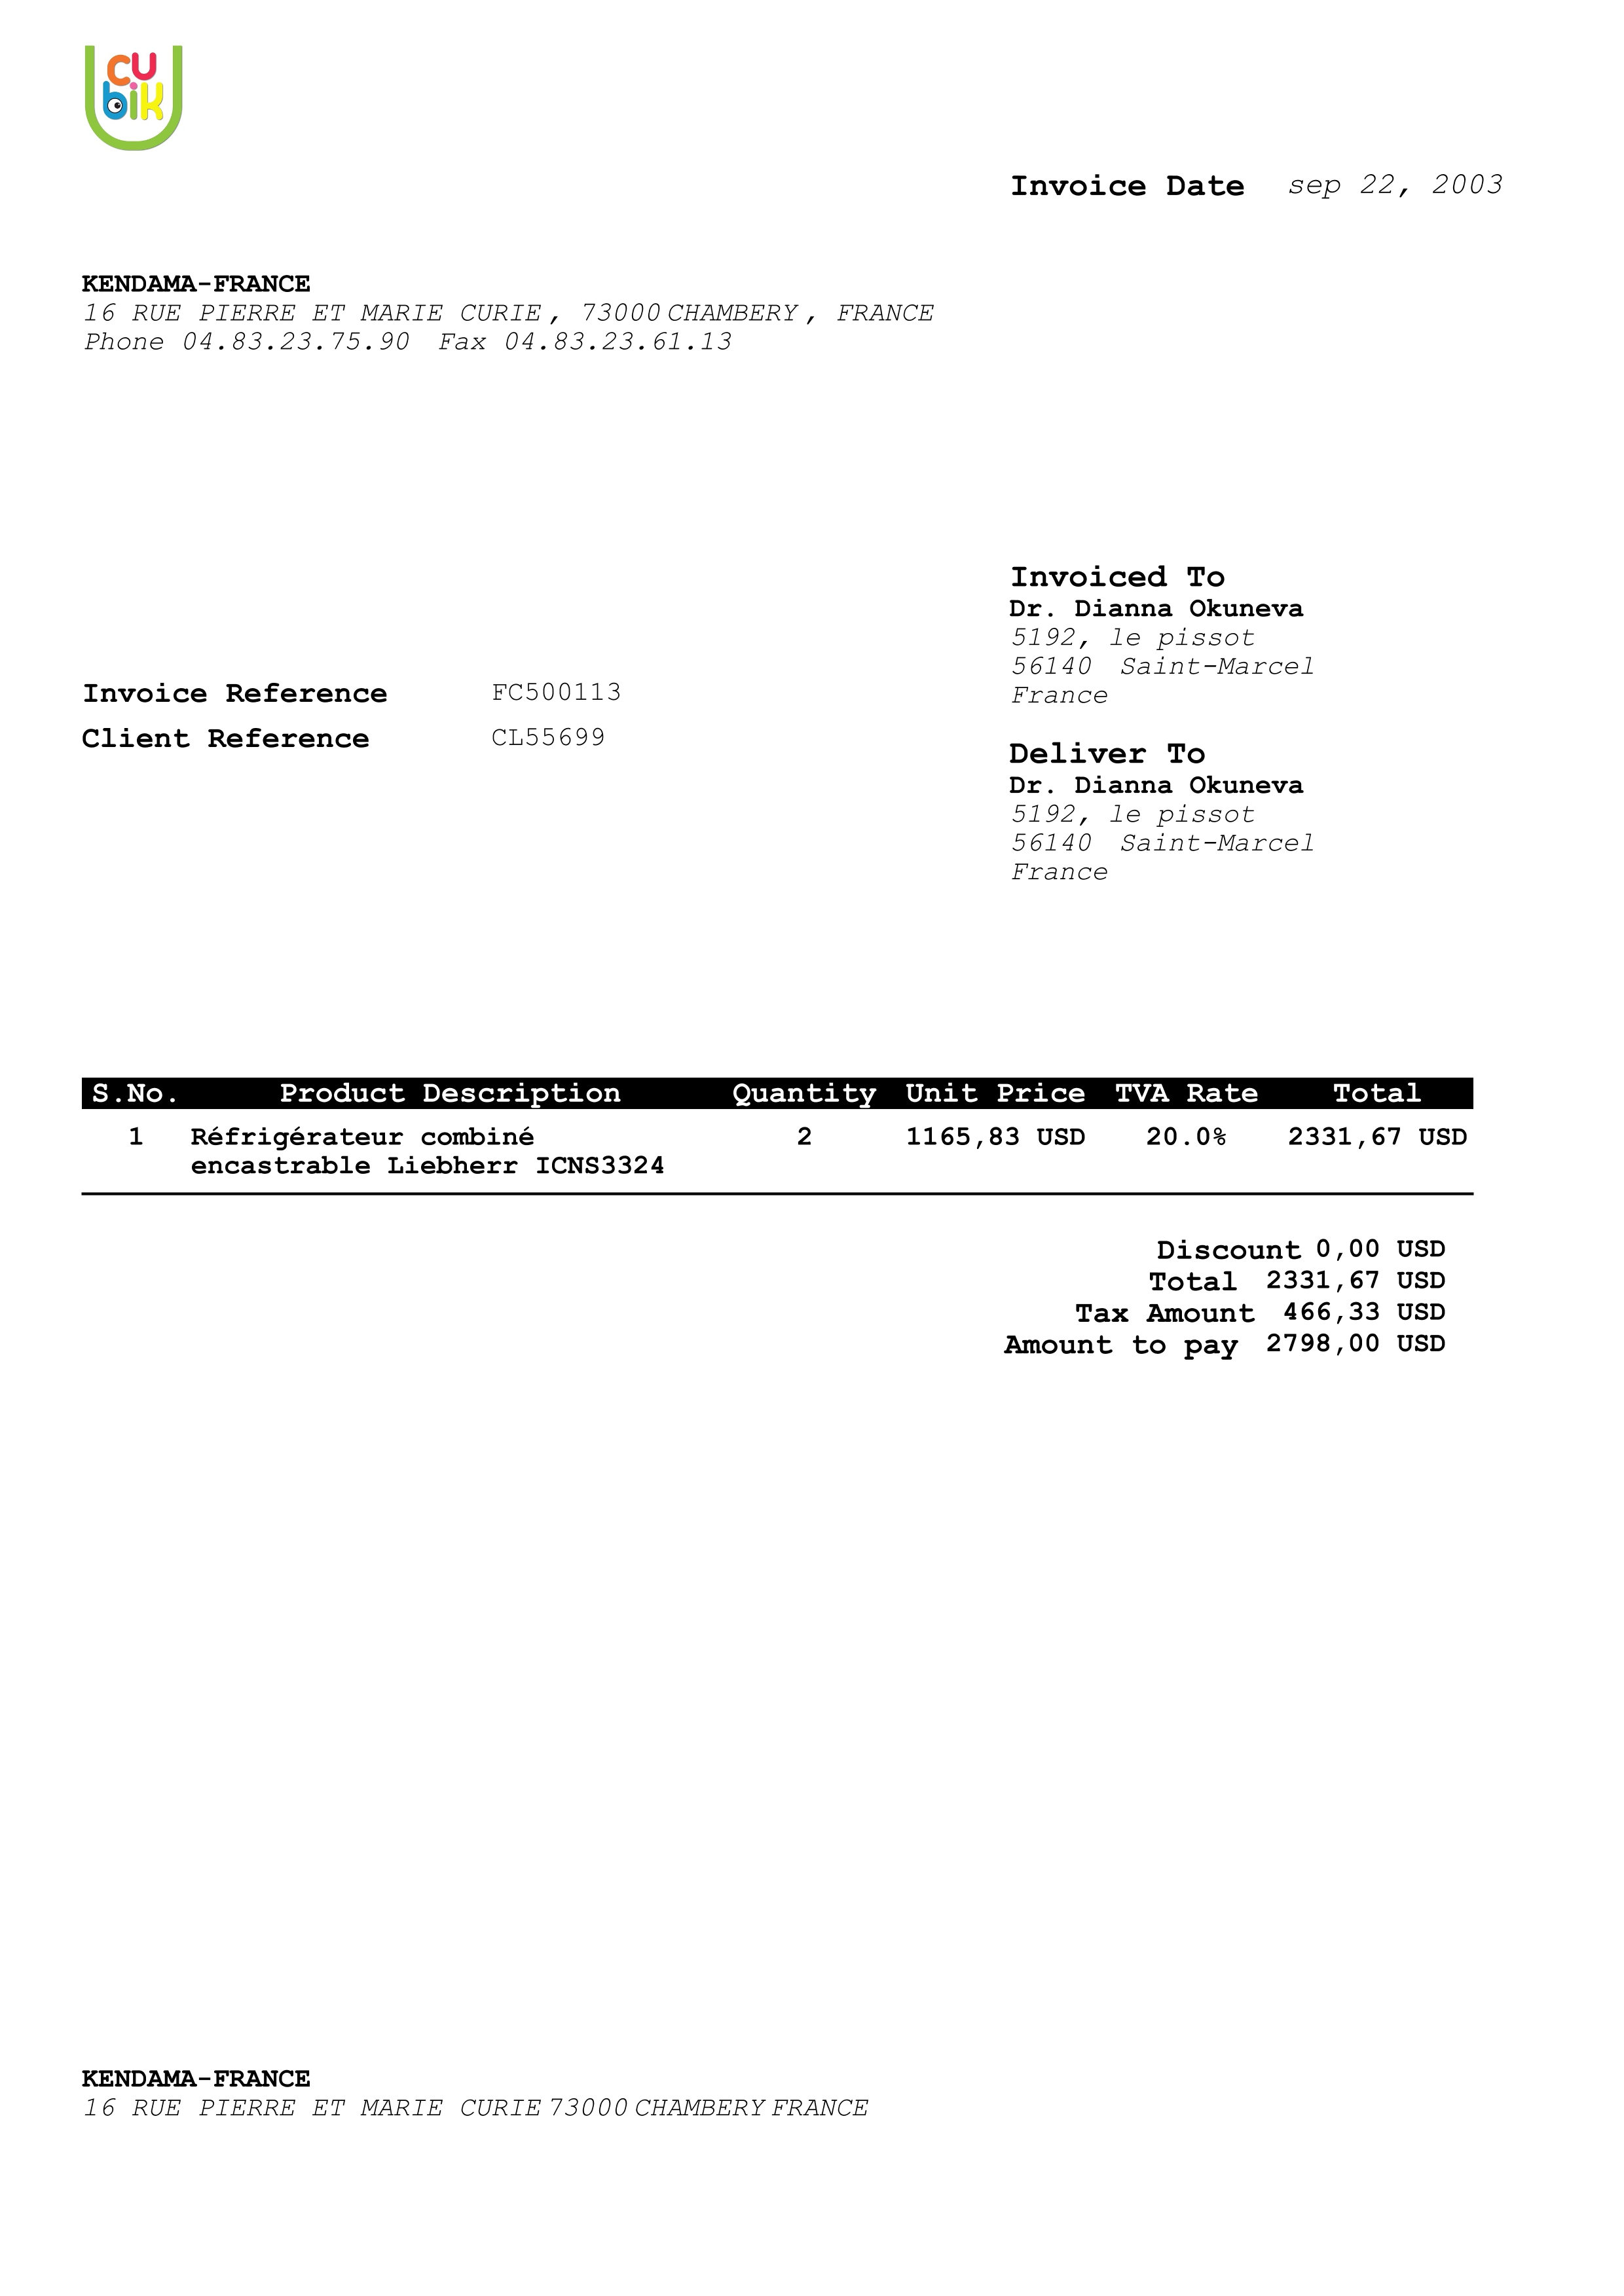 cu
bik
Invoice Date sep 22, 2003
KENDAMA-FRANCE
16 RUE PIERRE ET MARIE CURIE, 73000 CHAMBERY, FRANCE
Phone 04.83.23.75.90 Fax 04.83.23.61.13
Invoice Reference FC500113
Client Reference CL55699
Invoiced To
Dr. Dianna Okuneva
5192, le pissot
56140 Saint-Marcel
France
Deliver To
Dr. Dianna Okuneva
5192, le pissot
56140 Saint-Marcel
France
S.No. Product Description Quantity Unit Price TVA Rate Total
1 Réfrigérateur combiné 2 1165,83 USD 20.0% 2331,67 USD
encastrable Liebherr ICNS3324
Discount 0,00 USD
Total 2331,67 USD
Tax Amount 466,33 USD
Amount to pay 2798,00 USD
KENDAMA-FRANCE
16 RUE PIERRE ET MARIE CURIE 73000 CHAMBERY FRANCE